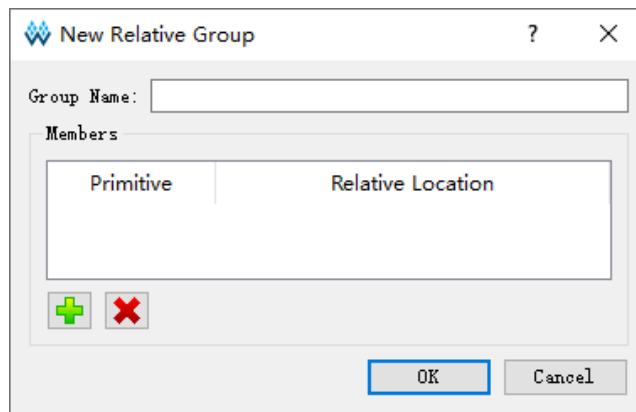 New Relative Group ?
Group Name:
Members
Primitive Relative Location
OK Cancel